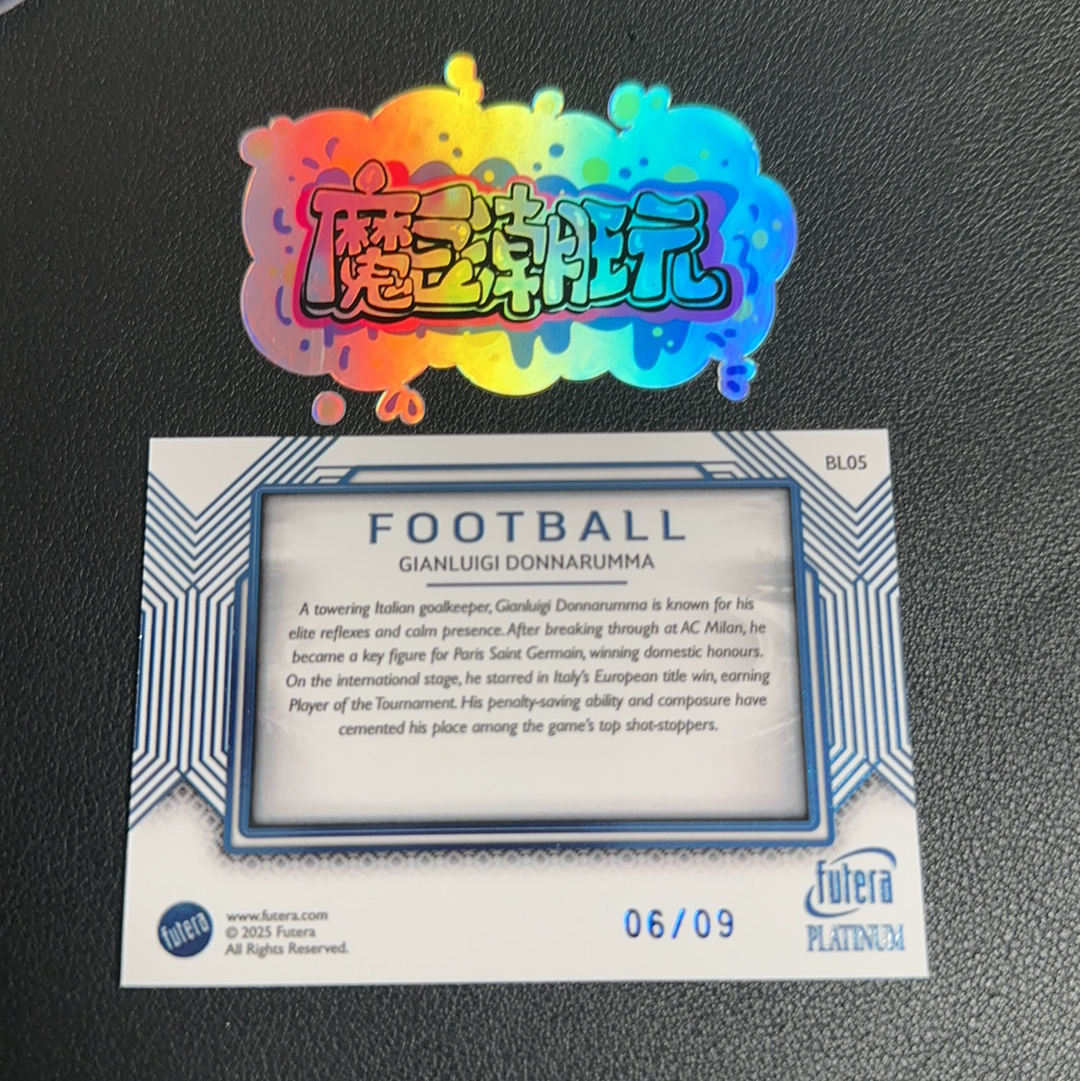 魔豆潮玩
BL05
FOOTBALL
GIANLUIGI DONNARUMMA
A towering Italian goalkeeper, Gianluigi Donnarumma is known for his
elite reflexes and calm presence. After breaking through at AC Milan, he
became a key figure for Paris Saint Germain, winning domestic honours.
On the international stage, he starred in Italy's European title win, earning
Player of the Tournament. His penalty-saving ability and composure have
cemented his place among the game's top shot-stoppers.
futera
www.futera.com
© 2025 Futera
All Rights Reserved.
06/09
futera
PLATINUM